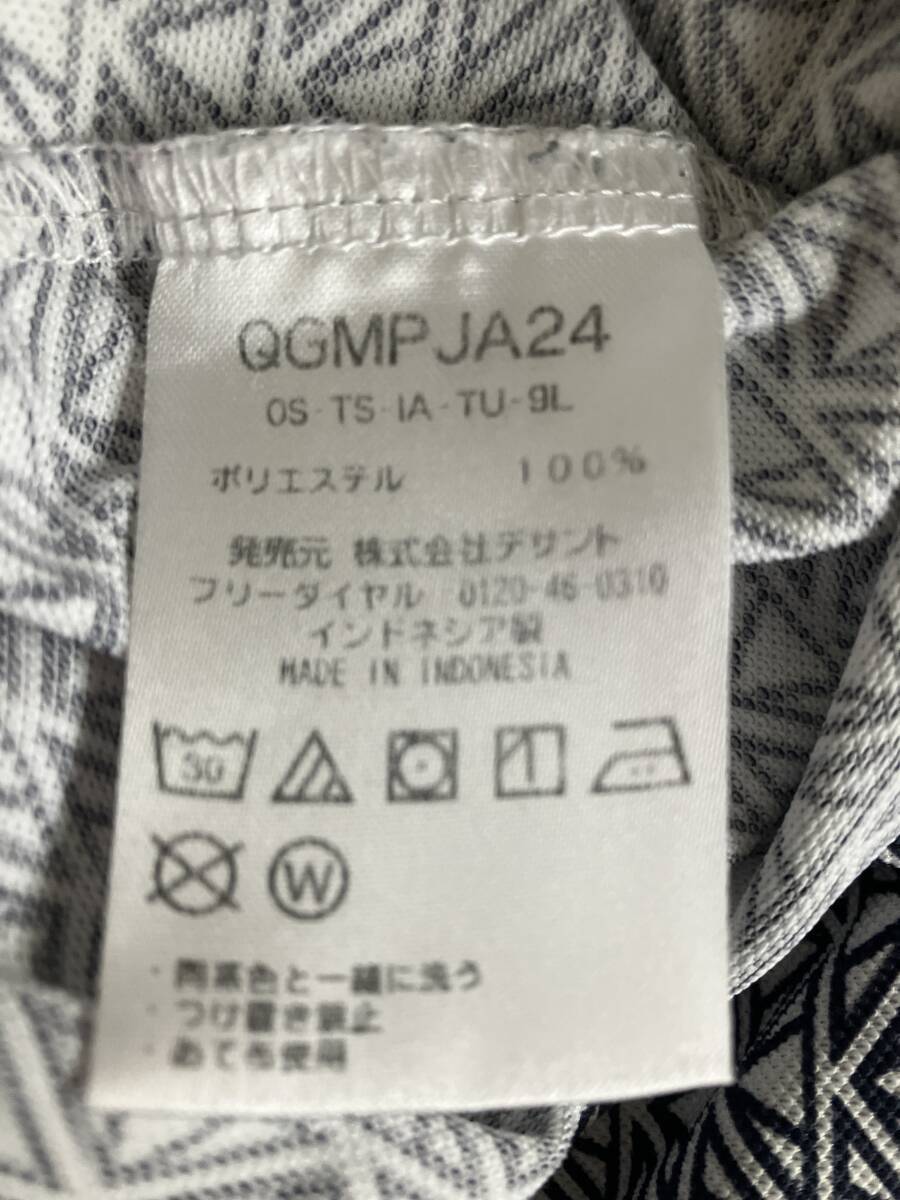 QGMPJA24
OS-TS-IA-TU-9L
ポリエステル 100%
発売元 株式会社デサント
フリーダイヤル 0120-46-0310
インドネシア製
MADE IN INDONESIA
30
W
・同系色と一緒に洗う
・つけ置き禁止
・あて布使用